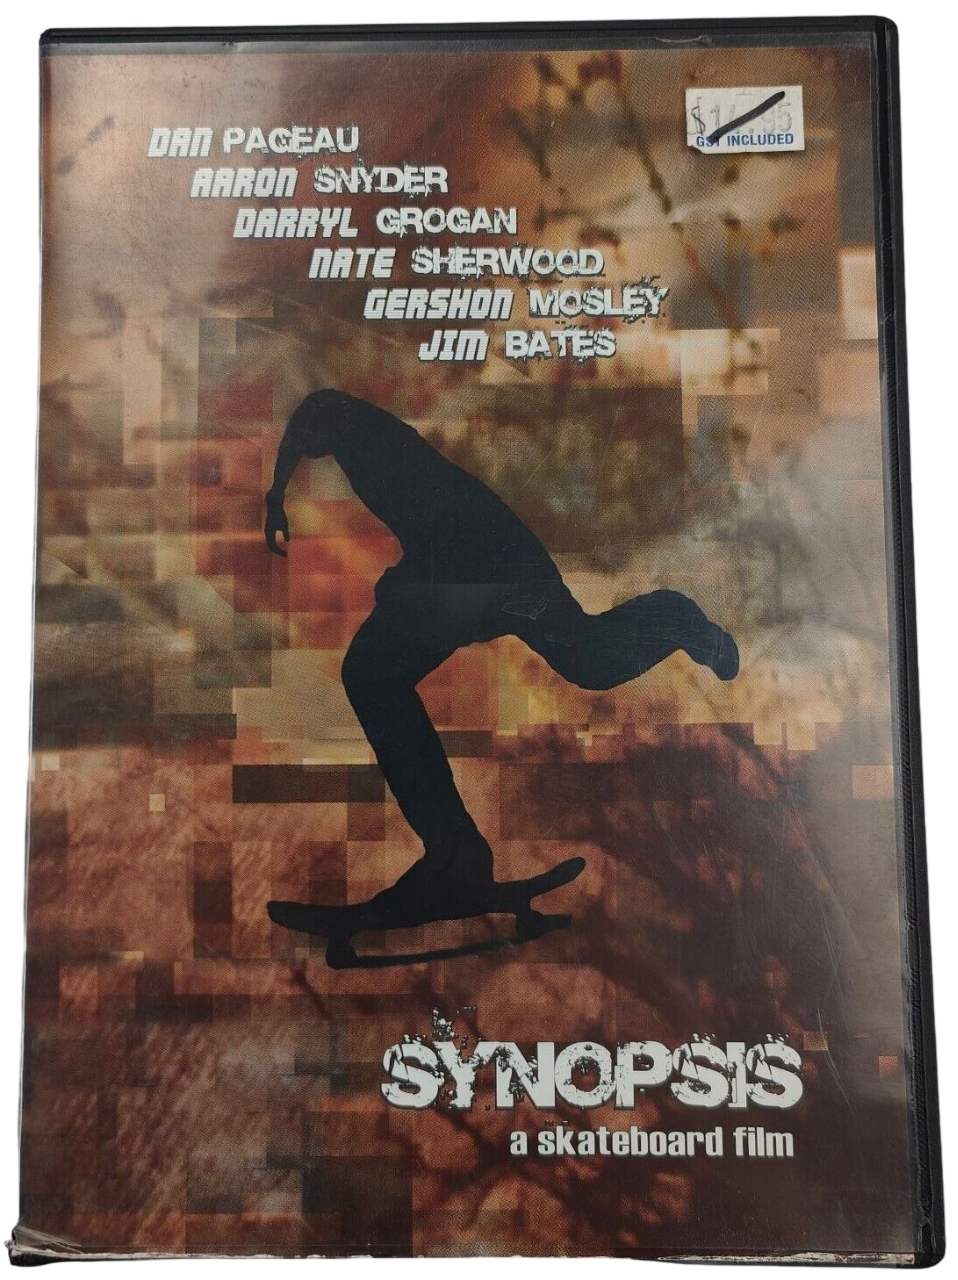 DAN PAGEAU
AARON SNYDER
DARRYL GROGAN
NATE SHERWOOD
GERSHON MOSLEY
JIM BATES
GST INCLUDED
SYNOPSIS
a skateboard film